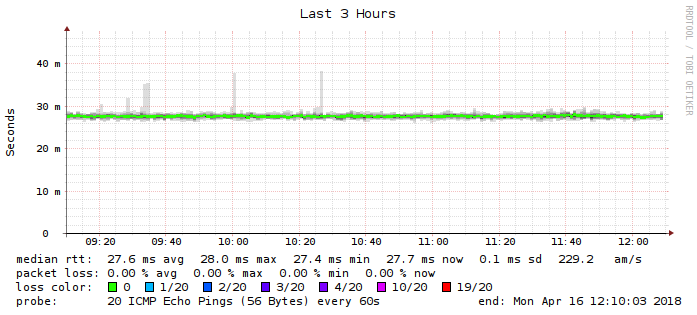 Last 3 Hours
RRDTOOL / TOBI OETIKER
Seconds
40 m
30 m
20 m
10 m
0
09:20 09:40 10:00 10:20 10:40 11:00 11:20 11:40 12:00
median rtt: 27.6 ms avg 28.0 ms max 27.4 ms min 27.7 ms now 0.1 ms sd 229.2 am/s
packet loss: 0.00 % avg 0.00 % max 0.00 % min 0.00 % now
loss color: 0 1/20 2/20 3/20 4/20 10/20 19/20
probe: 20 ICMP Echo Pings (56 Bytes) every 60s end: Mon Apr 16 12:10:03 2018